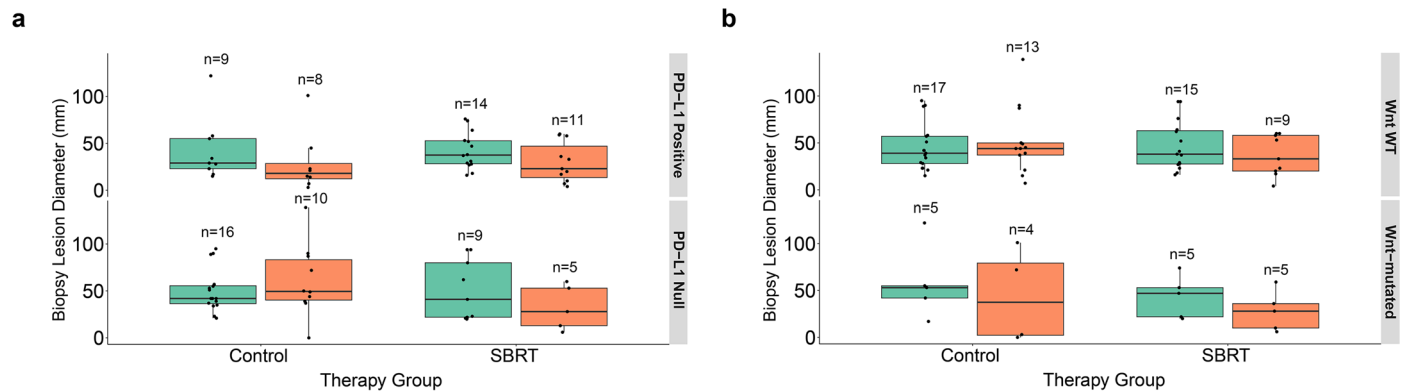 a
n=9
n=8
n=14
n=11
100
50
0
PD-L1 Positive
n=16
n=10
n=9
n=5
100
50
0
PD-L1 Null
Biopsy Lesion Diameter (mm)
Control
SBRT
Therapy Group
b
n=17
n=13
n=15
n=9
100
50
0
Wnt WT
n=5
n=4
n=5
n=5
100
50
0
Wnt-mutated
Biopsy Lesion Diameter (mm)
Control
SBRT
Therapy Group